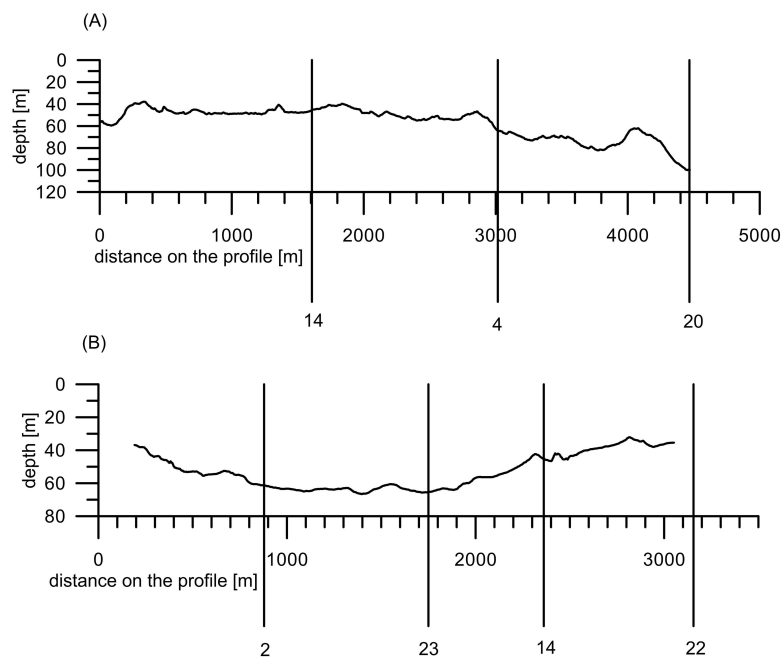 (A)
0
20
40
60
80
100
120
depth [m]
0 1000 2000 3000 4000 5000
distance on the profile [m]
14 4 20
(B)
0
20
40
60
80
depth [m]
0 1000 2000 3000
distance on the profile [m]
2 23 14 22